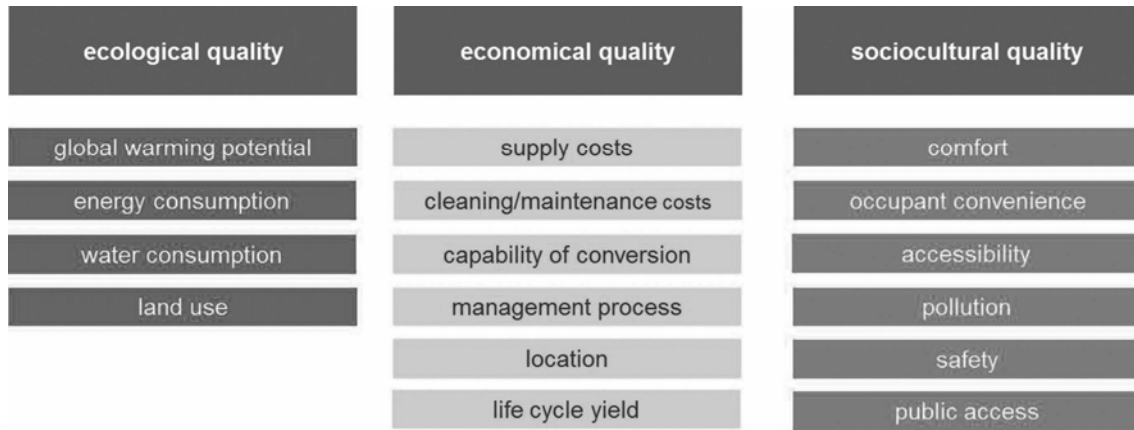 ecological quality
global warming potential
energy consumption
water consumption
land use
economical quality
supply costs
cleaning/maintenance costs
capability of conversion
management process
location
life cycle yield
sociocultural quality
comfort
occupant convenience
accessibility
pollution
safety
public access